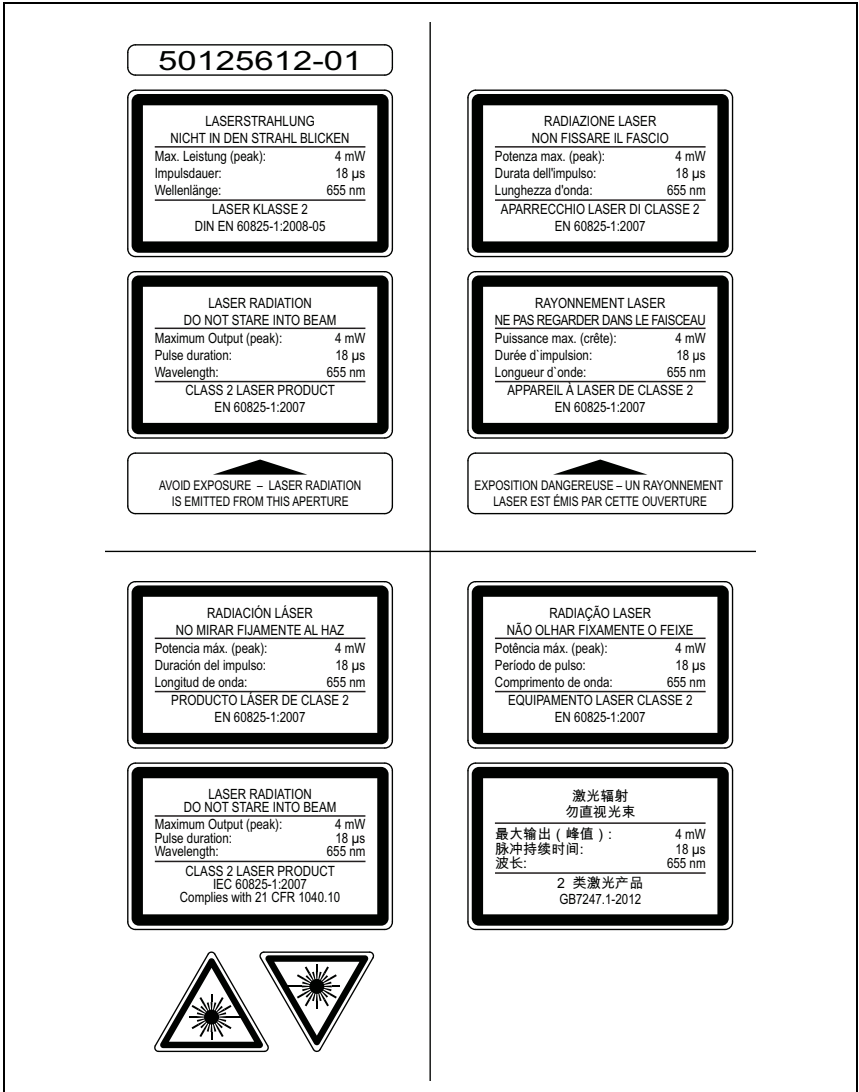 50125612-01
LASERSTRAHLUNG
NICHT IN DEN STRAHL BLICKEN
Max. Leistung (peak): 4 mW
Impulsdauer: 18 µs
Wellenlänge: 655 nm
LASER KLASSE 2
DIN EN 60825-1:2008-05
RADIAZIONE LASER
NON FISSARE IL FASCIO
Potenza max. (peak): 4 mW
Durata dell'impulso: 18 µs
Lunghezza d'onda: 655 nm
APARRECCHIO LASER DI CLASSE 2
EN 60825-1:2007
LASER RADIATION
DO NOT STARE INTO BEAM
Maximum Output (peak): 4 mW
Pulse duration: 18 µs
Wavelength: 655 nm
CLASS 2 LASER PRODUCT
EN 60825-1:2007
RAYONNEMENT LASER
NE PAS REGARDER DANS LE FAISCEAU
Puissance max. (crête): 4 mW
Durée d`impulsion: 18 µs
Longueur d`onde: 655 nm
APPAREIL À LASER DE CLASSE 2
EN 60825-1:2007
AVOID EXPOSURE – LASER RADIATION
IS EMITTED FROM THIS APERTURE
EXPOSITION DANGEREUSE – UN RAYONNEMENT
LASER EST ÉMIS PAR CETTE OUVERTURE
RADIACIÓN LÁSER
NO MIRAR FIJAMENTE AL HAZ
Potencia máx. (peak): 4 mW
Duración del impulso: 18 µs
Longitud de onda: 655 nm
PRODUCTO LÁSER DE CLASE 2
EN 60825-1:2007
RADIAÇÃO LASER
NÃO OLHAR FIXAMENTE O FEIXE
Potência máx. (peak): 4 mW
Período de pulso: 18 µs
Comprimento de onda: 655 nm
EQUIPAMENTO LASER CLASSE 2
EN 60825-1:2007
LASER RADIATION
DO NOT STARE INTO BEAM
Maximum Output (peak): 4 mW
Pulse duration: 18 µs
Wavelength: 655 nm
CLASS 2 LASER PRODUCT
IEC 60825-1:2007
Complies with 21 CFR 1040.10
激光辐射
勿直视光束
最大输出（峰值）: 4 mW
脉冲持续时间: 18 µs
波长: 655 nm
2 类激光产品
GB7247.1-2012